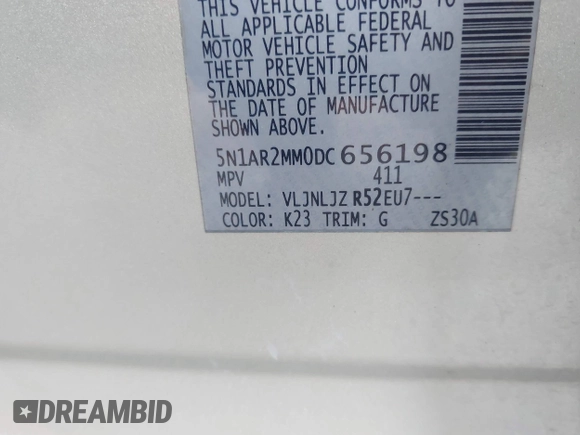 THIS VEHICLE CONFORMS TO
ALL APPLICABLE FEDERAL
MOTOR VEHICLE SAFETY AND
THEFT PREVENTION
STANDARDS IN EFFECT ON
THE DATE OF MANUFACTURE
SHOWN ABOVE.
5N1AR2MM0DC656198
MPV 411
MODEL: VLJNLJZ R52EU7---
COLOR: K23 TRIM: G ZS30A
DREAMBID